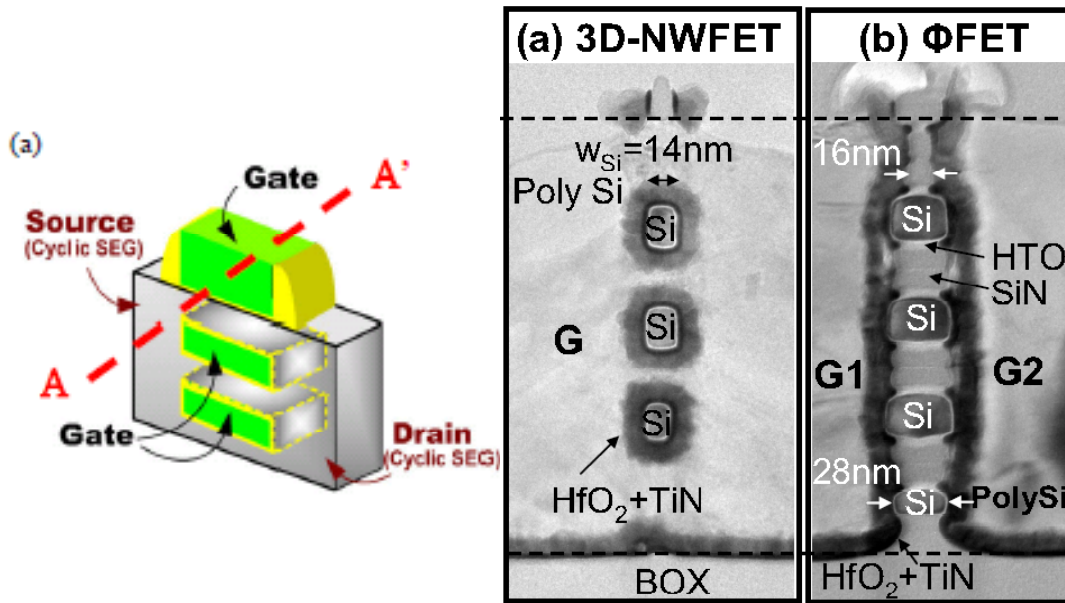 (a)
A'
Gate
Source
(Cyclic SEG)
A
Gate
Drain
(Cyclic SEG)
(a) 3D-NWFET
wSi=14nm
Poly Si
Si
Si
G
Si
HfO2+TiN
BOX
(b) ΦFET
16nm
Si
HTO
SiN
Si
G1
G2
Si
28nm
Si
PolySi
HfO2+TiN